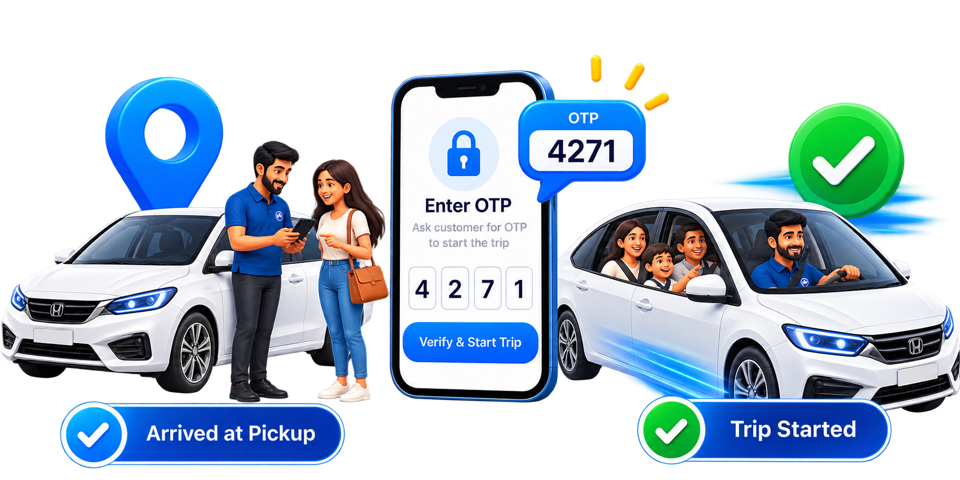 OTP
4271
Enter OTP
Ask customer for OTP
to start the trip
4 2 7 1
Verify & Start Trip
Arrived at Pickup
Trip Started